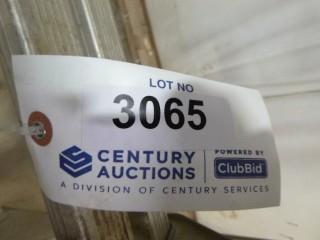 LOT NO
3065
CENTURY
AUCTIONS
POWERED BY
ClubBid
A DIVISION OF CENTURY SERVICES